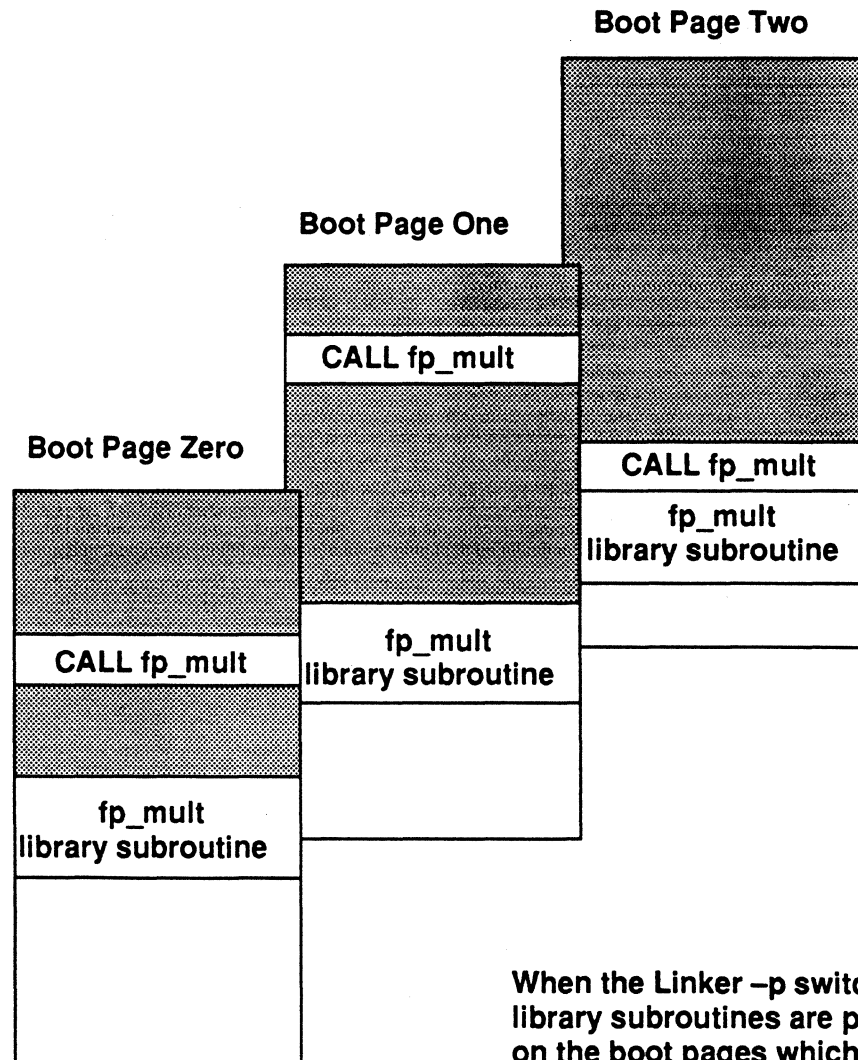 Boot Page Two
Boot Page One
CALL fp_mult
Boot Page Zero
CALL fp_mult
fp_mult
library subroutine
CALL fp_mult
fp_mult
library subroutine
fp_mult
library subroutine
When the Linker –p
library subroutines are
on the boot pages which